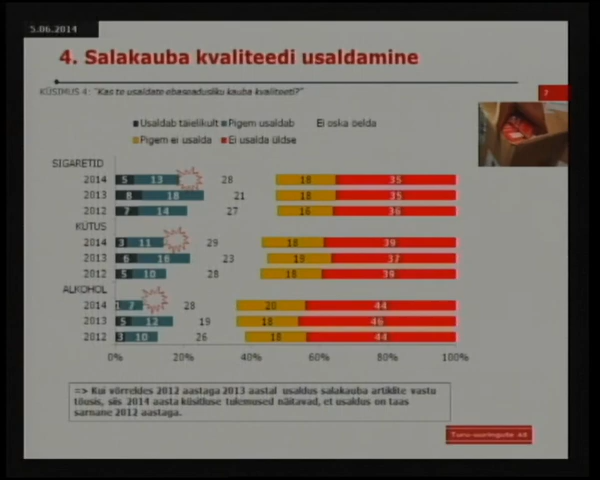 5.06.2014
4. Salakauba kvaliteedi usaldamine
KÜSIMUS 4: "Kas te usaldate ebaseadusliku kauba kvaliteeti?"
7
Usaldab täielikult Pigem usaldab Ei oska öelda
Pigem ei usalda Ei usalda üldse
SIGARETID
2014 5 13 28 18 35
2013 8 18 21 18 35
2012 7 14 27 16 36
KÜTUS
2014 3 11 29 18 39
2013 6 16 23 19 37
2012 5 10 28 18 39
ALKOHOL
2014 1 7 28 20 44
2013 5 12 19 18 46
2012 3 10 26 18 44
0% 20% 40% 60% 80% 100%
=> Kui võrreldes 2012 aastaga 2013 aastal usaldus salakauba artiklite vastu
tõusis, siis 2014 aasta küsitluse tulemused näitavad, et usaldus on taas
sarnane 2012 aastaga.
Turu-uuringute AS